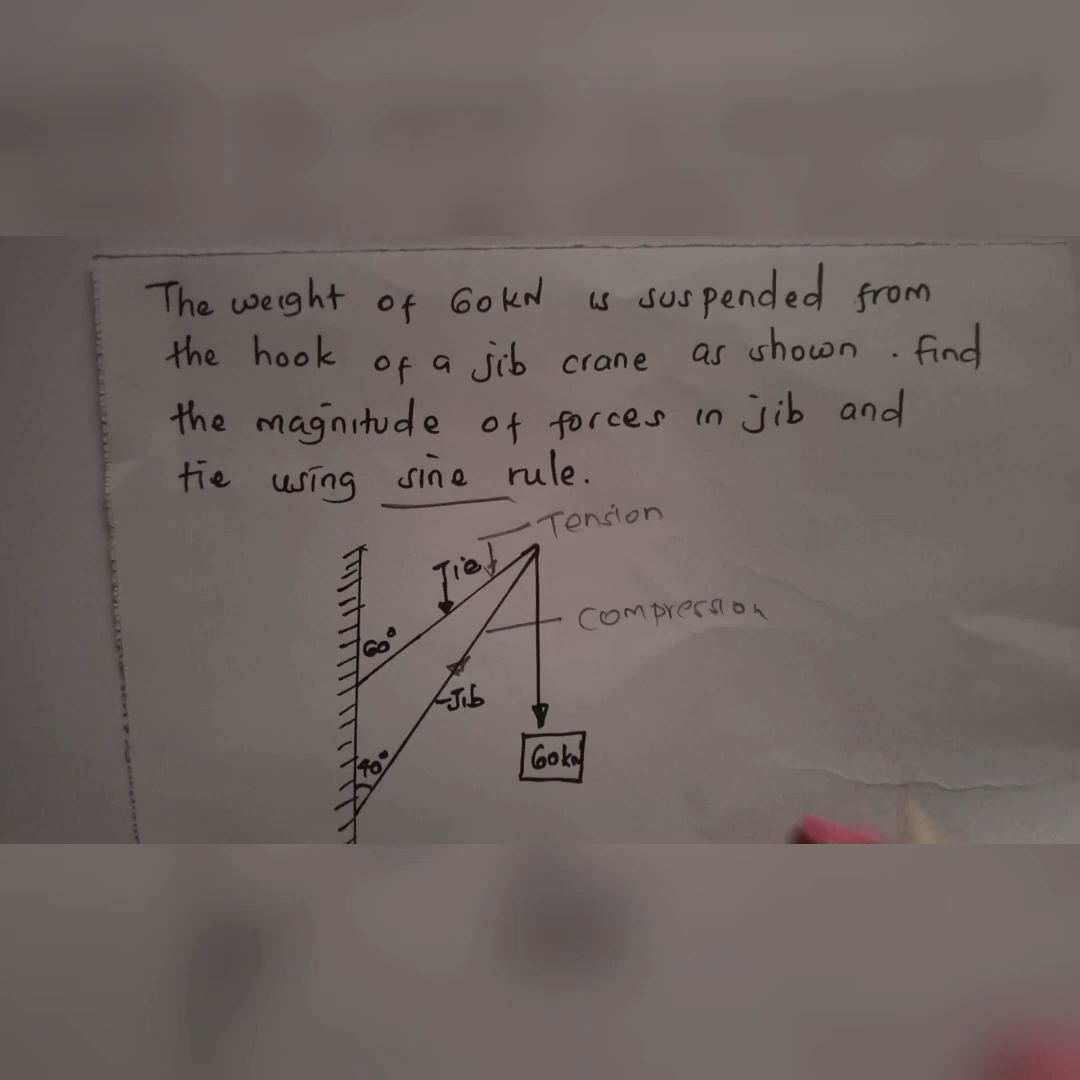 The weight of 60kN is suspended from
the hook of a jib crane as shown. find
the magnitude of forces in jib and
tie using sine rule.
Tension
Tie
compression
60°
Jib
40°
60kN